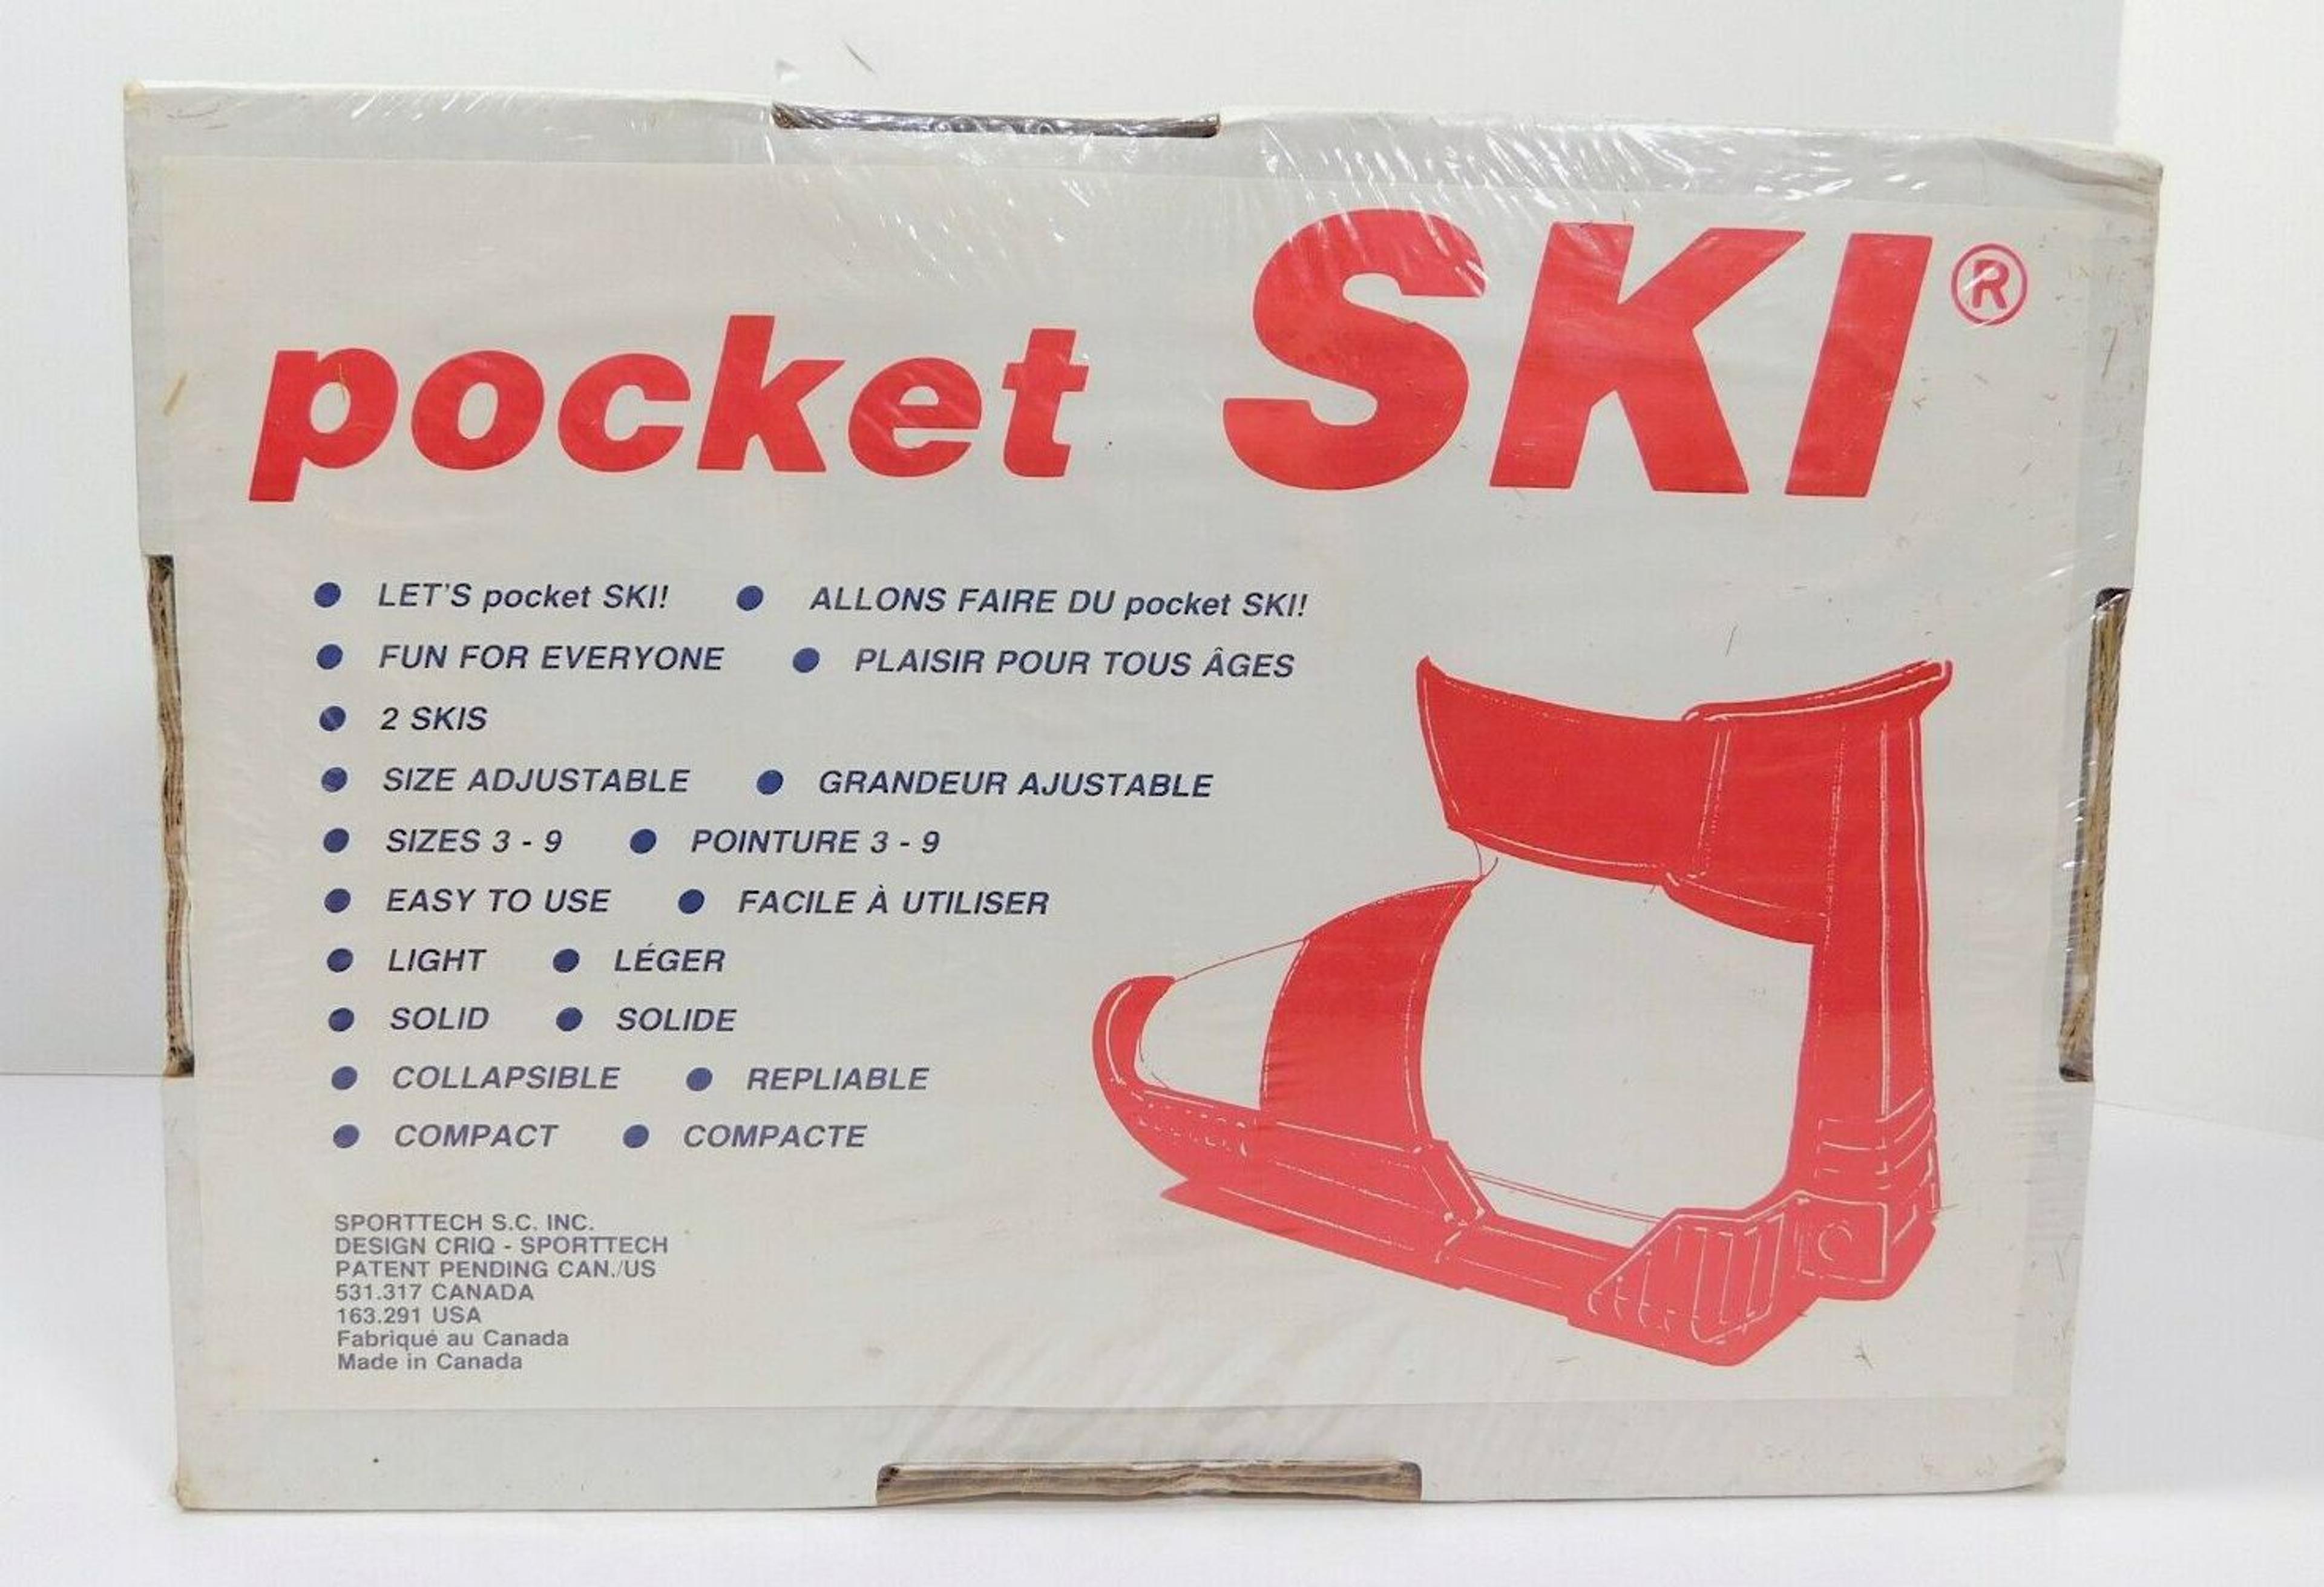 pocket SKI®
● LET'S pocket SKI! ● ALLONS FAIRE DU pocket SKI!
● FUN FOR EVERYONE ● PLAISIR POUR TOUS ÂGES
● 2 SKIS
● SIZE ADJUSTABLE ● GRANDEUR AJUSTABLE
● SIZES 3 - 9 ● POINTURE 3 - 9
● EASY TO USE ● FACILE À UTILISER
● LIGHT ● LÉGER
● SOLID ● SOLIDE
● COLLAPSIBLE ● REPLIABLE
● COMPACT ● COMPACTE
SPORTTECH S.C. INC.
DESIGN CRIQ - SPORTTECH
PATENT PENDING CAN./US
531.317 CANADA
163.291 USA
Fabriqué au Canada
Made in Canada